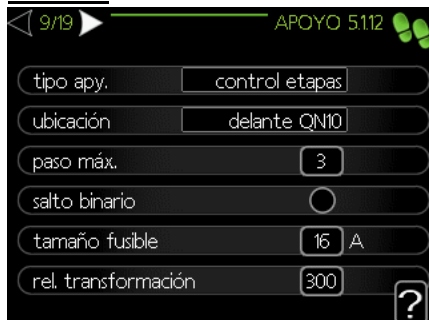 9/19 APOYO 5.1.12
tipo apy. control etapas
ubicación delante QN10
paso máx. 3
salto binario
tamaño fusible 16 A
rel. transformación 300
?